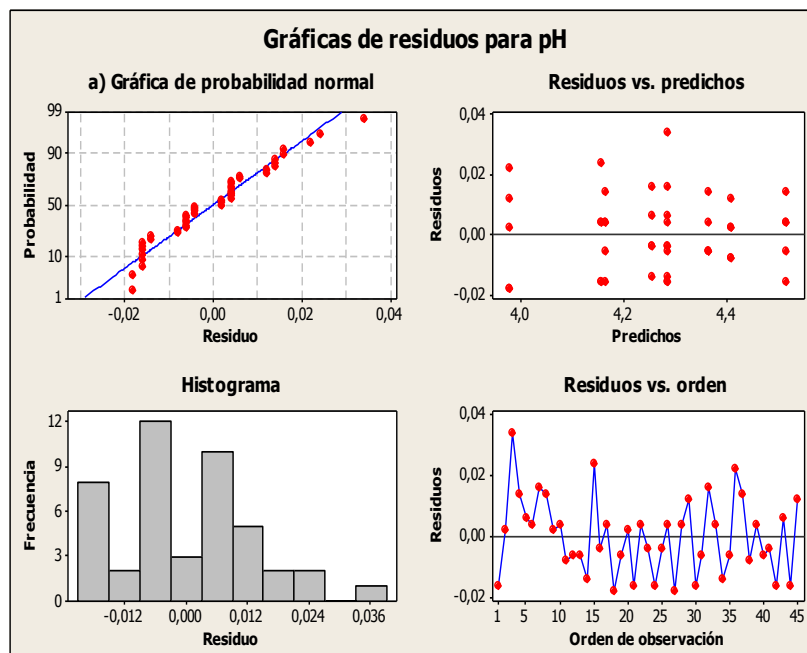 Gráficas de residuos para pH
a) Gráfica de probabilidad normal
99
90
50
10
1
Probabilidad
-0,02 0,00 0,02 0,04
Residuo
Residuos vs. predichos
0,04
0,02
0,00
-0,02
Residuos
4,0 4,2 4,4
Predichos
Histograma
12
9
6
3
0
Frecuencia
-0,012 0,000 0,012 0,024 0,036
Residuo
Residuos vs. orden
0,04
0,02
0,00
-0,02
Residuos
1 5 10 15 20 25 30 35 40 45
Orden de observación